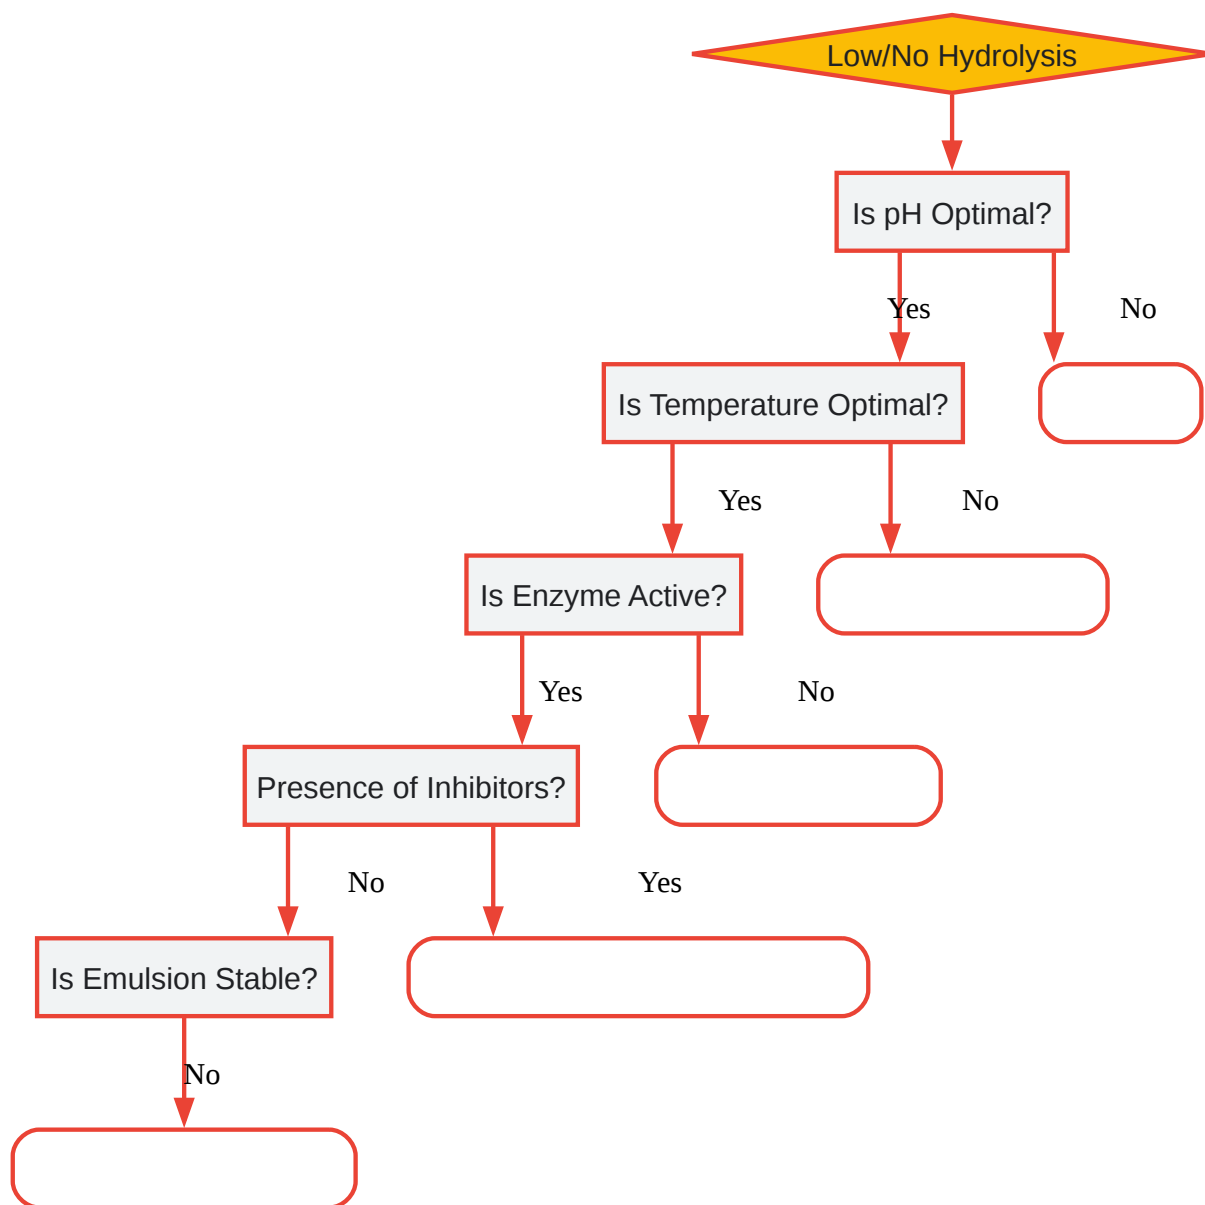 Low/No Hydrolysis
Is pH Optimal?
Yes
No
Is Temperature Optimal?
Yes
No
Is Enzyme Active?
Yes
No
Presence of Inhibitors?
No
Yes
Is Emulsion Stable?
No